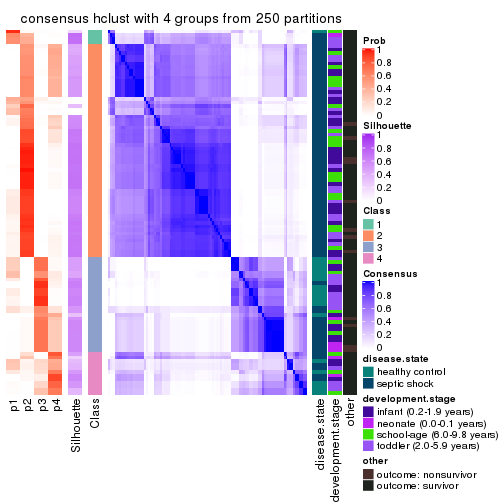 consensus hclust with 4 groups from 250 partitions
Prob
1
0.8
0.6
0.4
0.2
0
Silhouette
1
0.8
0.6
0.4
0.2
0
Class
1
2
3
4
Consensus
1
0.8
0.6
0.4
0.2
0
disease.state
healthy control
septic shock
development.stage
infant (0.2-1.9 years)
neonate (0.0-0.1 years)
school-age (6.0-9.8 years)
toddler (2.0-5.9 years)
other
outcome: nonsurvivor
outcome: survivor
p1
p2
p3
p4
Silhouette
Class
disease.state
development.stage
other